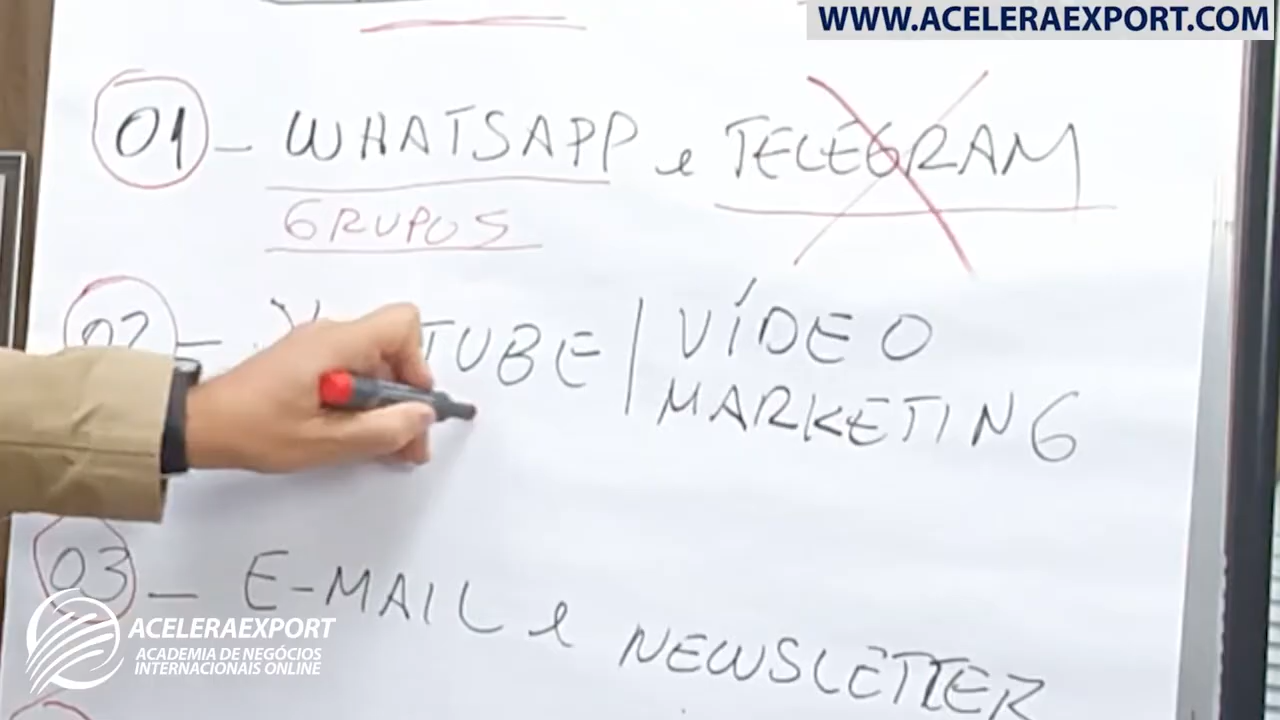 WWW.ACELERAEXPORT.COM
01 - WHATSAPP e TELEGRAM
GRUPOS
02 - TUBE | VÍDEO
MARKETING
03 - E-MAIL e NEWSLETTER
ACELERAEXPORT
ACADEMIA DE NEGÓCIOS
INTERNACIONAIS ONLINE